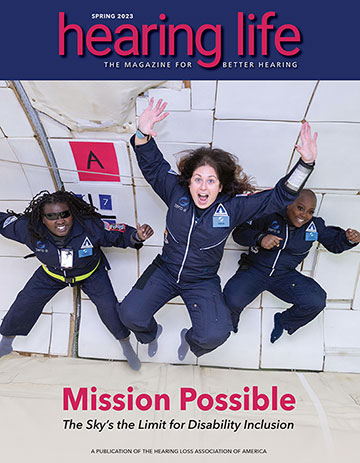 SPRING 2023
hearing life
THE MAGAZINE FOR BETTER HEARING
A
7
Mission Possible
The Sky's the Limit for Disability Inclusion
A PUBLICATION OF THE HEARING LOSS ASSOCIATION OF AMERICA